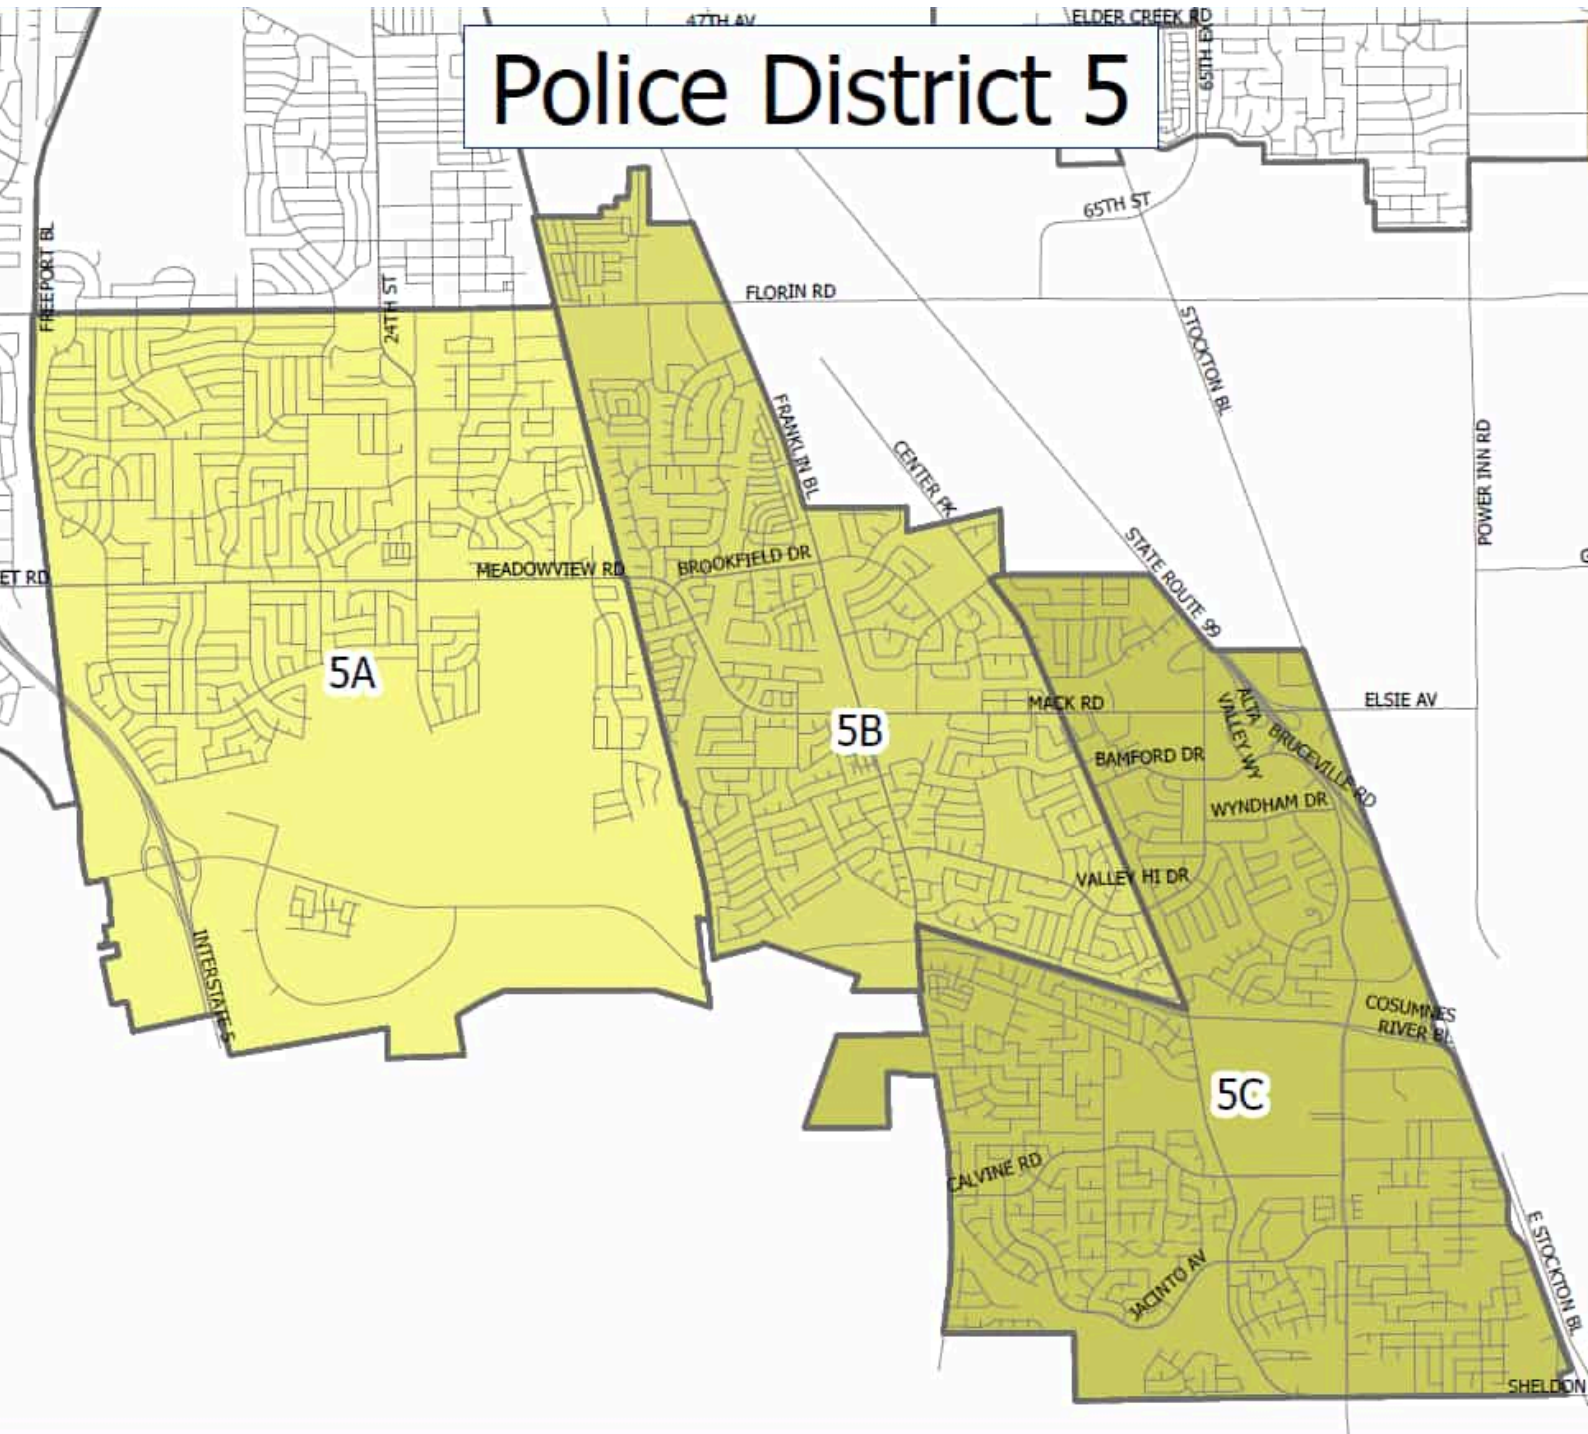 47TH AV
ELDER CREEK RD
65TH EX
Police District 5
65TH ST
FREEPORT BL
24TH ST
FLORIN RD
STOCKTON BL
FRANKLIN BL
CENTER PK
POWER INN RD
STATE ROUTE 99
ET RD
MEADOWVIEW RD
BROOKFIELD DR
G
5A
5B
MACK RD
ELSIE AV
ALTA
VALLEY WY
BRUCEVILLE RD
BAMFORD DR
WYNDHAM DR
VALLEY HI DR
INTERSTATE 5
COSUMNES
RIVER BL
5C
CALVINE RD
JACINTO AV
E STOCKTON BL
SHELDON